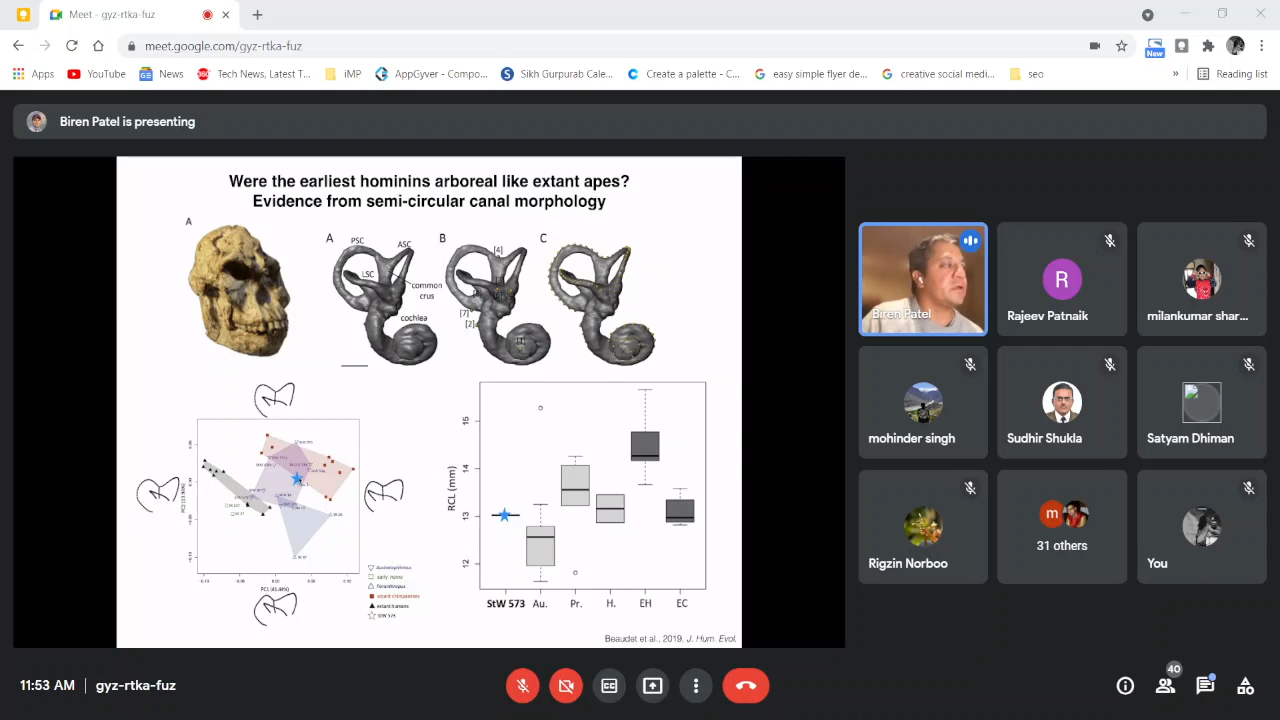 Meet - gyz-rtka-fuz
meet.google.com/gyz-rtka-fuz
New
Apps
YouTube
News
Tech News, Latest T...
iMP
AppGyver - Compo...
Sikh Gurpurab Cale...
Create a palette - C...
easy simple flyer de...
creative social medi...
seo
»
Reading list
Biren Patel is presenting
Were the earliest hominins arboreal like extant apes?
Evidence from semi-circular canal morphology
A
A
PSC
ASC
LSC
common
crus
cochlea
B
[4]
[7]
[2]
C
PC1 (45.44%)
Australopithecus
early Homo
Paranthropus
extant chimpanzees
extant humans
StW 573
RCL (mm)
15
14
13
12
StW 573 Au. Pr. H. EH EC
Beaudet et al., 2019, J. Hum. Evol.
Biren Patel
R
Rajeev Patnaik
milankumar shar...
mohinder singh
Sudhir Shukla
Satyam Dhiman
Rigzin Norboo
m
31 others
You
11:53 AM | gyz-rtka-fuz
40